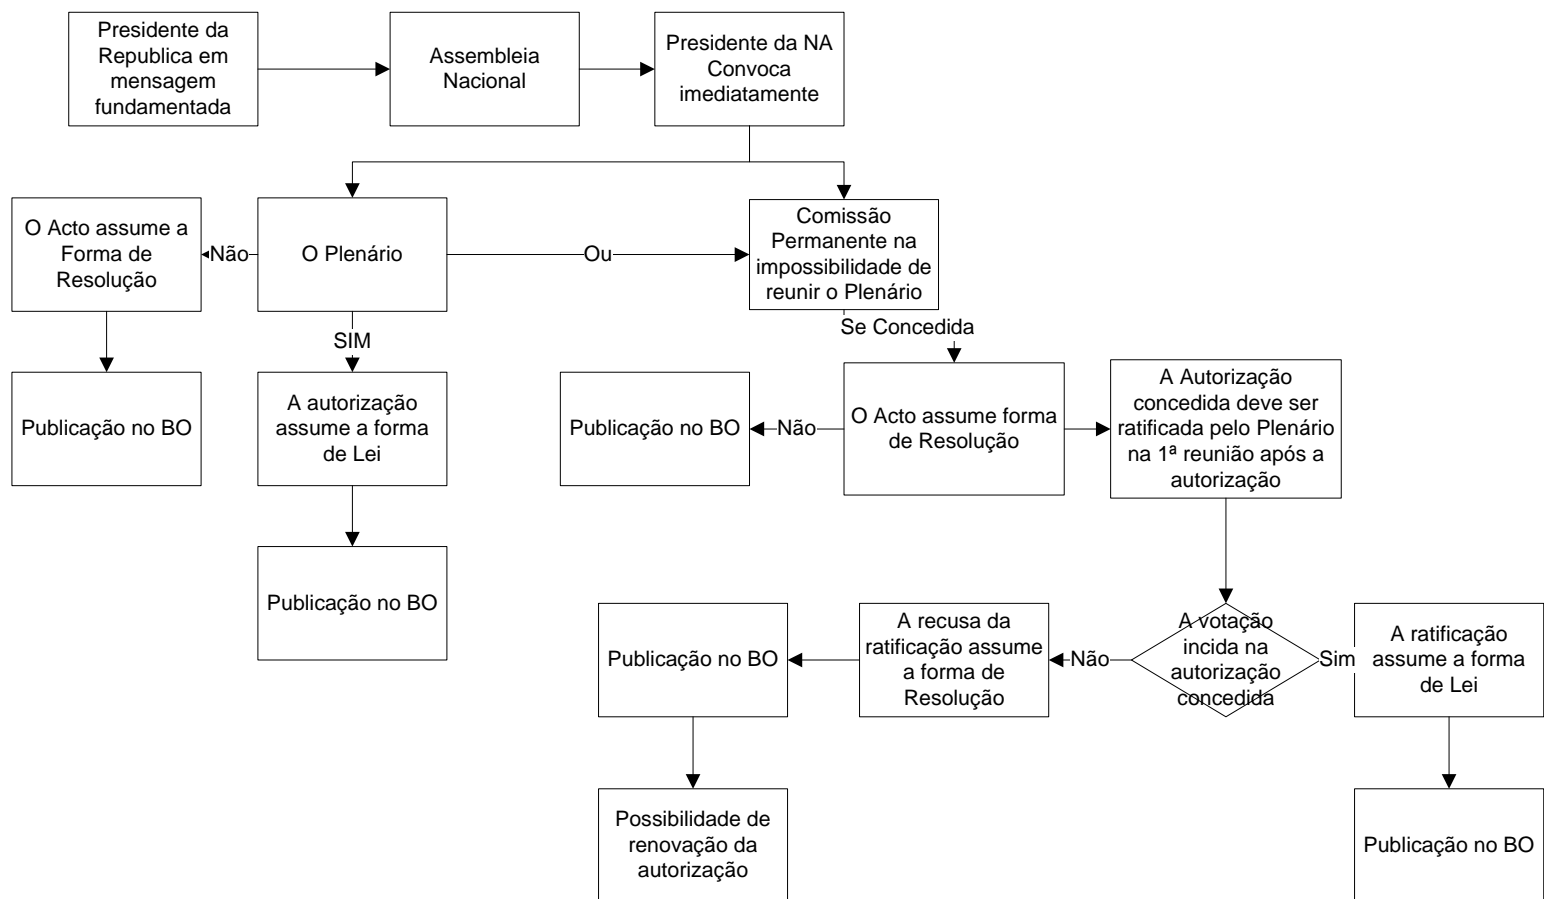 Presidente da
Republica em
mensagem
fundamentada
Assembleia
Nacional
Presidente da NA
Convoca
imediatamente
O Acto assume a
Forma de
Resolução
Não
O Plenário
Ou
Comissão
Permanente na
impossibilidade de
reunir o Plenário
SIM
Se Concedida
Publicação no BO
A autorização
assume a forma
de Lei
Publicação no BO
Não
O Acto assume forma
de Resolução
A Autorização
concedida deve ser
ratificada pelo Plenário
na 1ª reunião após a
autorização
Publicação no BO
Publicação no BO
A recusa da
ratificação assume
a forma de
Resolução
Não
A votação
incida na
autorização
concedida
Sim
A ratificação
assume a forma
de Lei
Possibilidade de
renovação da
autorização
Publicação no BO